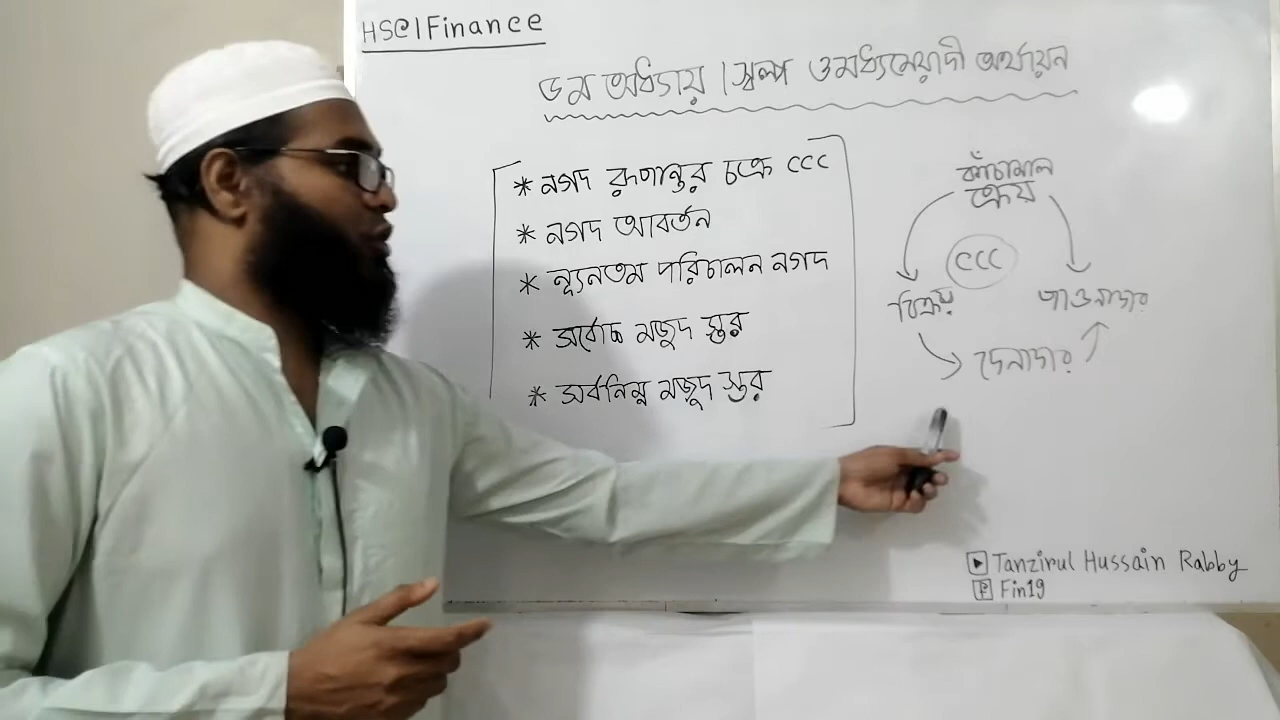 HSC | Finance
৬ষ্ঠ অধ্যায় | স্বল্প ও মধ্যমেয়াদী অর্থায়ন
* নগদ রূপান্তর চক্র CCC
* নগদ আবর্তন
* ন্যূনতম পরিচালন নগদ
* সর্বোচ্চ মজুদ স্তর
* সর্বনিম্ন মজুদ স্তর
কাঁচামাল
ক্রয়
CCC
বিক্রয়
পাওনাদার
দেনাদার
Tanzirul Hussain Rabby
Fin19